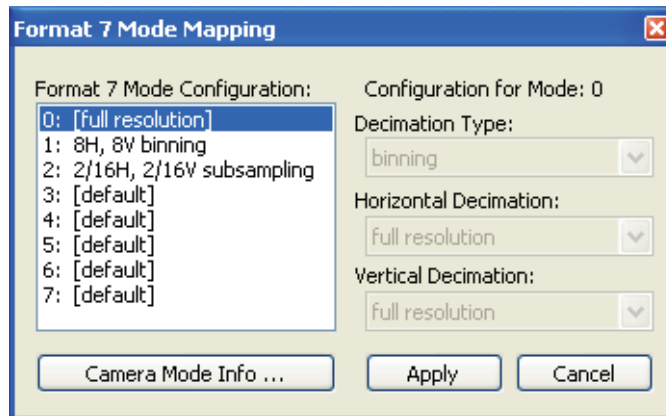 Format 7 Mode Mapping
Format 7 Mode Configuration:
0: [full resolution]
1: 8H, 8V binning
2: 2/16H, 2/16V subsampling
3: [default]
4: [default]
5: [default]
6: [default]
7: [default]
Camera Mode Info ...
Configuration for Mode: 0
Decimation Type:
binning
Horizontal Decimation:
full resolution
Vertical Decimation:
full resolution
Apply
Cancel